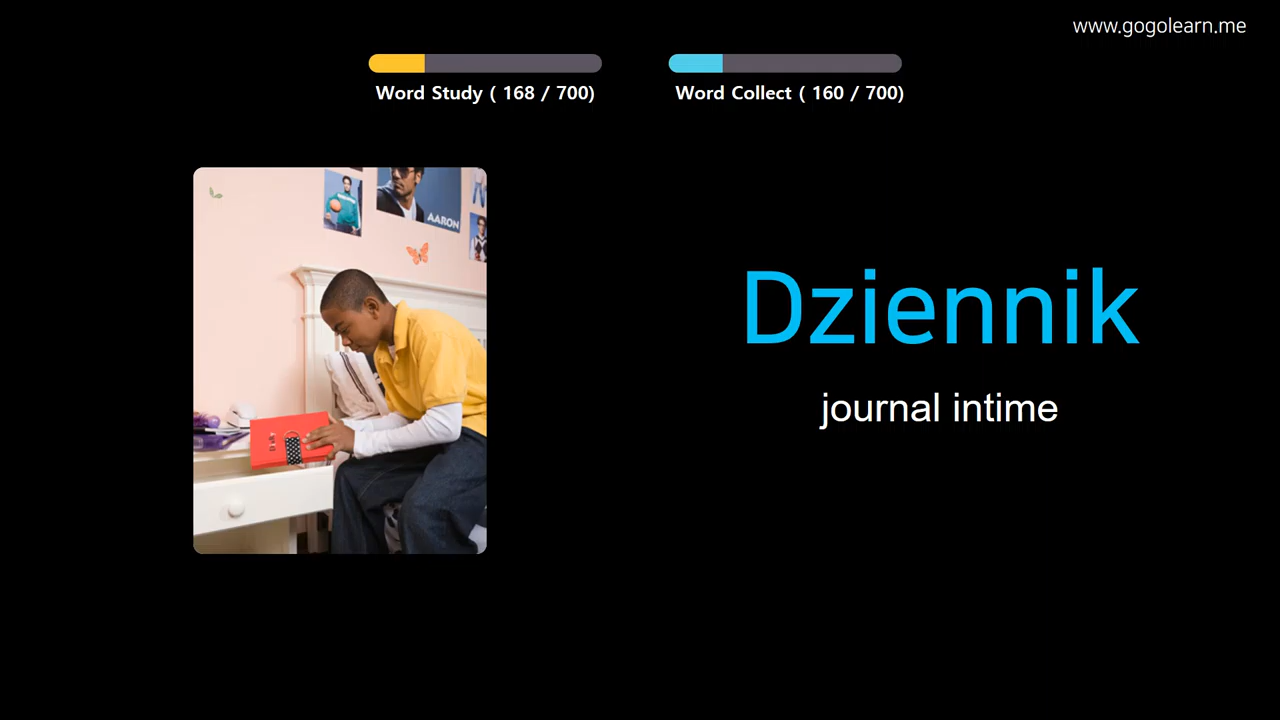 www.gogolearn.me
Word Study ( 168 / 700)
Word Collect ( 160 / 700)
AARON
Dziennik
journal intime